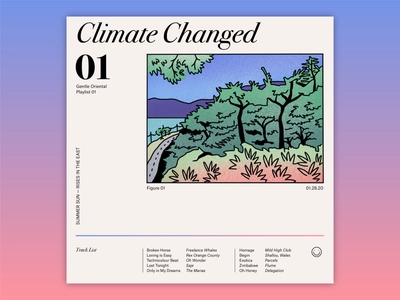 Climate Changed
01
Gentle Oriental
Playlist 01
SUMMER SUN — RISES IN THE EAST
Figure 01
01.28.20
Track List
Broken Horse
Loving is Easy
Technicolour Beat
Lost Tonight
Only in My Dreams
Freelance Whales
Rex Orange County
Oh Wonder
Sajé
The Marías
Homage
Begin
Exotica
Zimbabwe
Oh Honey
Mild High Club
Shallou, Wales
Parcels
Flume
Delegation